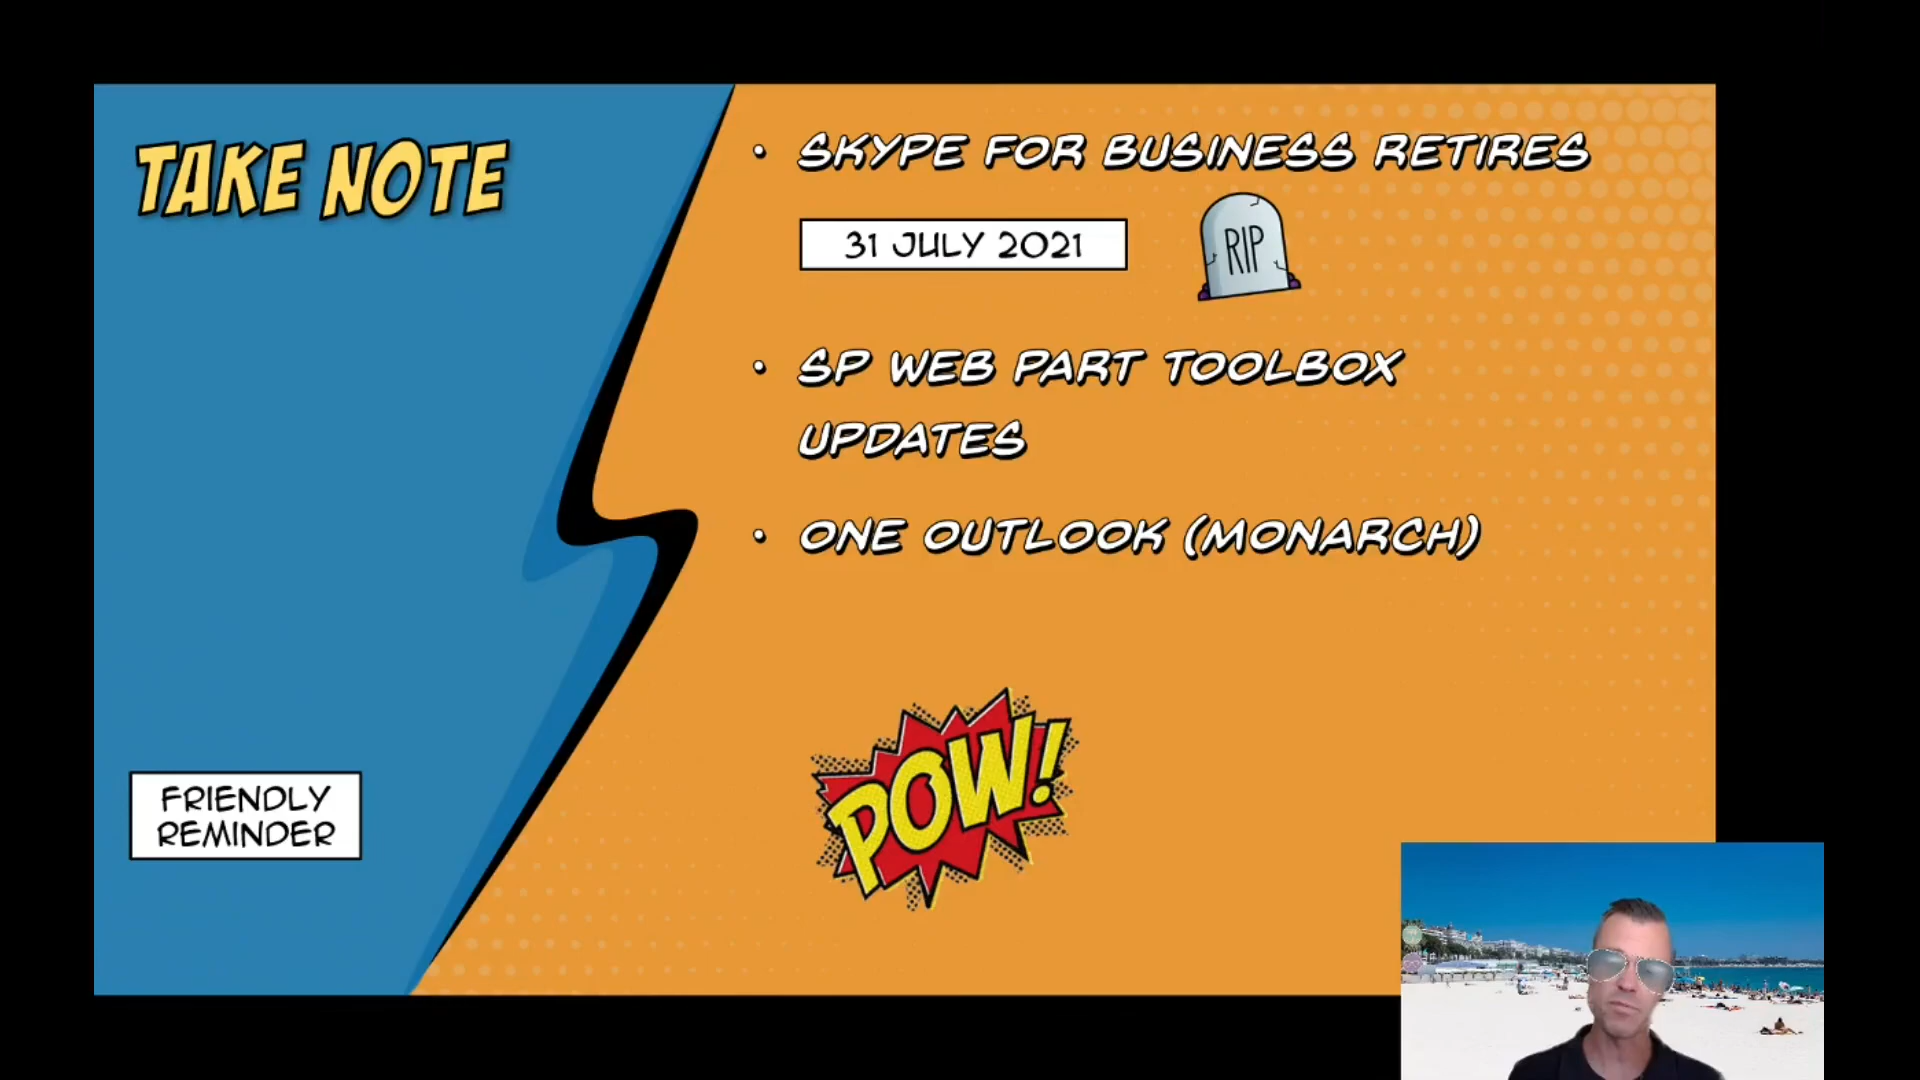 TAKE NOTE
• SKYPE FOR BUSINESS RETIRES
31 JULY 2021
RIP
• SP WEB PART TOOLBOX
UPDATES
• ONE OUTLOOK (MONARCH)
POW!
FRIENDLY
REMINDER